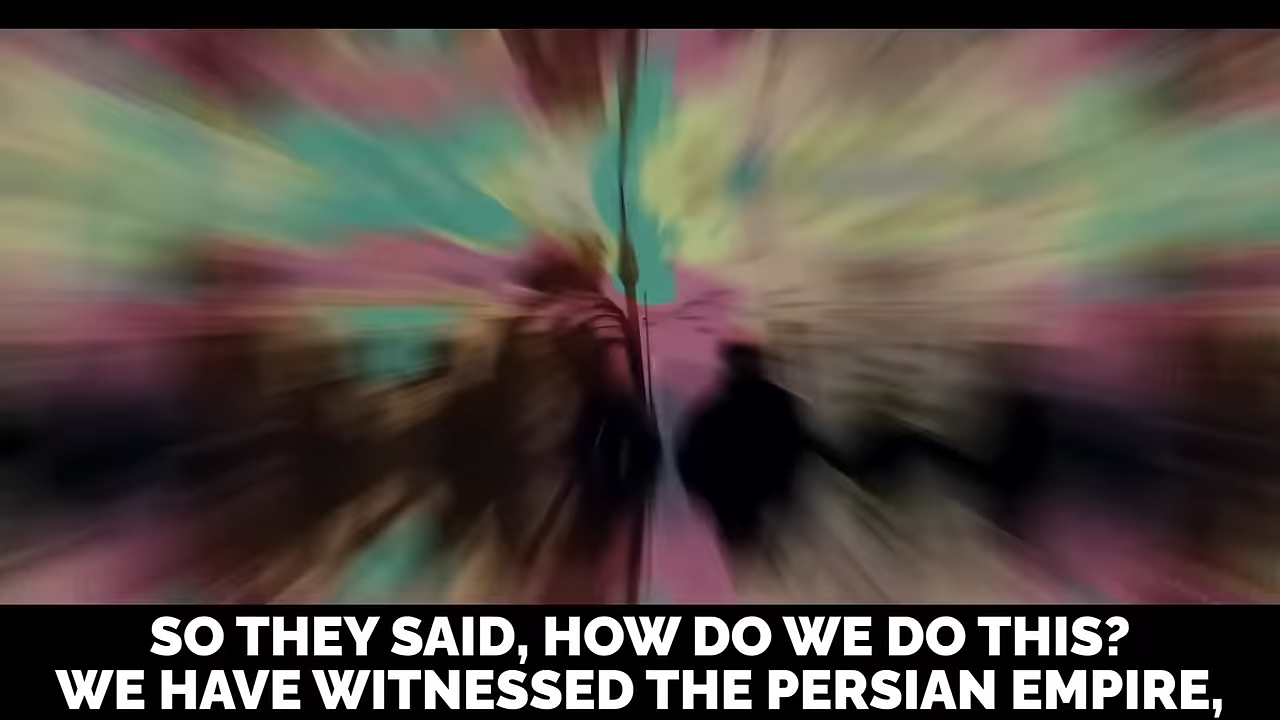 SO THEY SAID, HOW DO WE DO THIS?
WE HAVE WITNESSED THE PERSIAN EMPIRE,